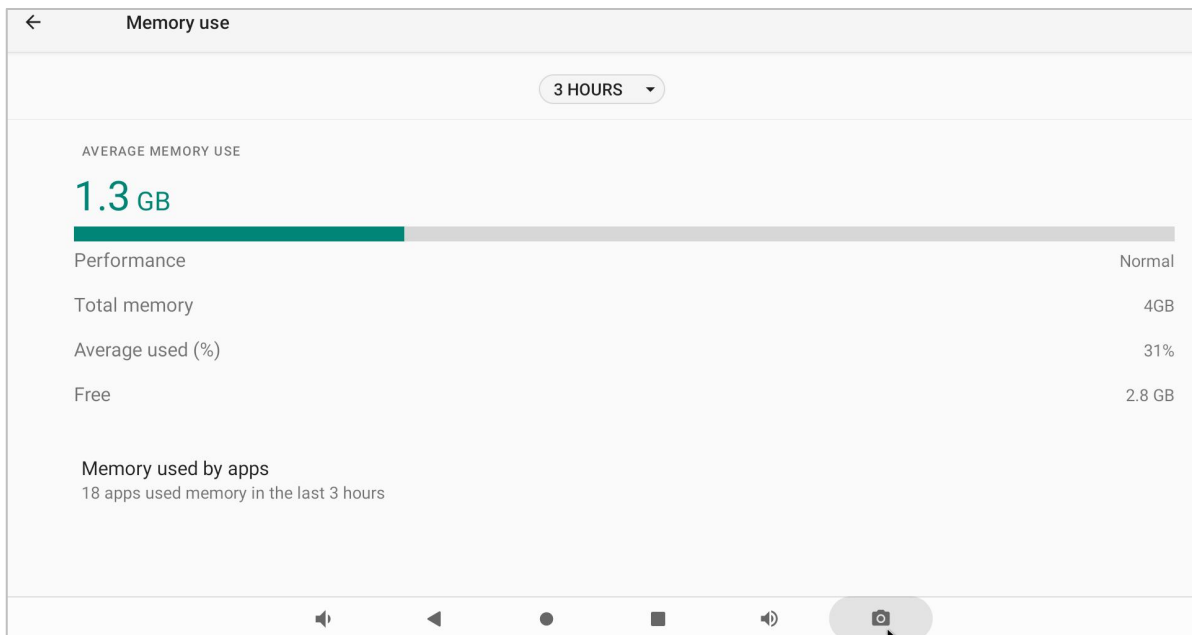 Memory use
3 HOURS
AVERAGE MEMORY USE
1.3 GB
Performance Normal
Total memory 4GB
Average used (%) 31%
Free 2.8 GB
Memory used by apps
18 apps used memory in the last 3 hours